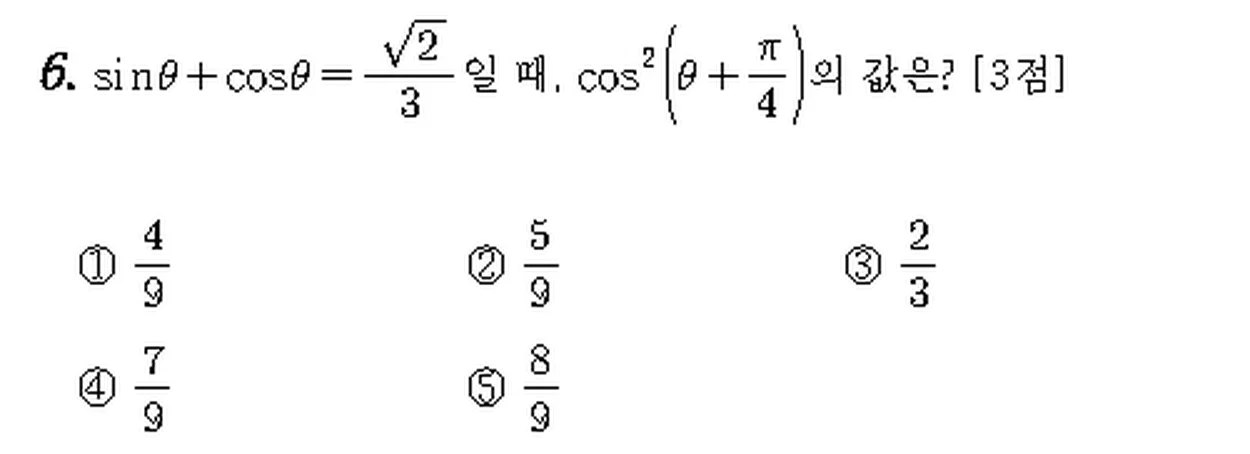 6. sinθ+cosθ=√2/3일 때, cos²(θ+π/4)의 값은? [3점]
① 4/9 ② 5/9 ③ 2/3
④ 7/9 ⑤ 8/9